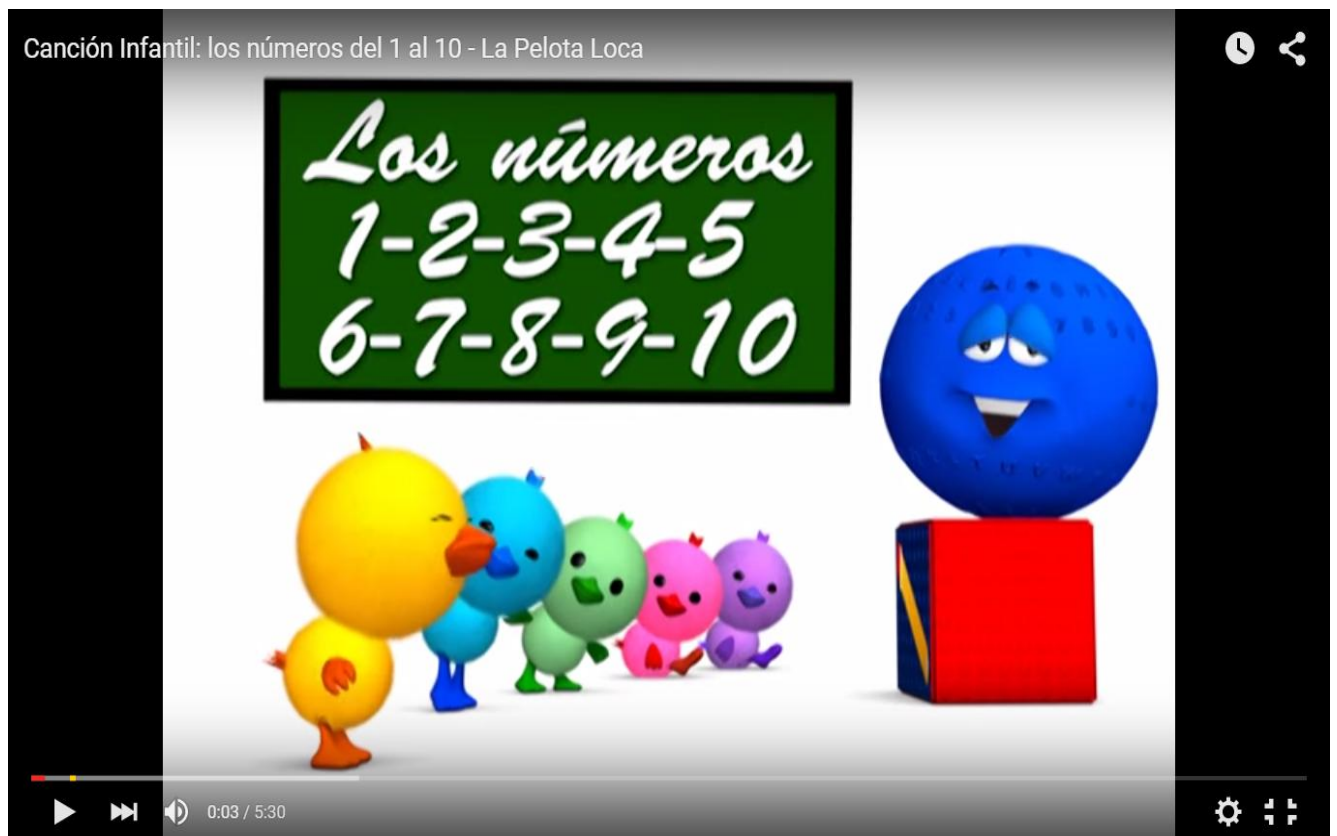 Canción Infantil: los números del 1 al 10 - La Pelota Loca
Los números
1-2-3-4-5
6-7-8-9-10
0:03 / 5:30